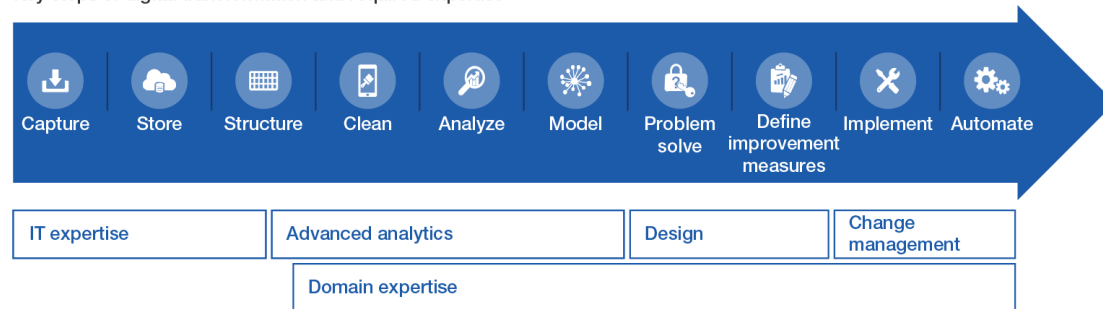 Capture
Store
Structure
Clean
Analyze
Model
Problem
solve
Define
improvement
measures
Implement
Automate
IT expertise
Advanced analytics
Design
Change
management
Domain expertise